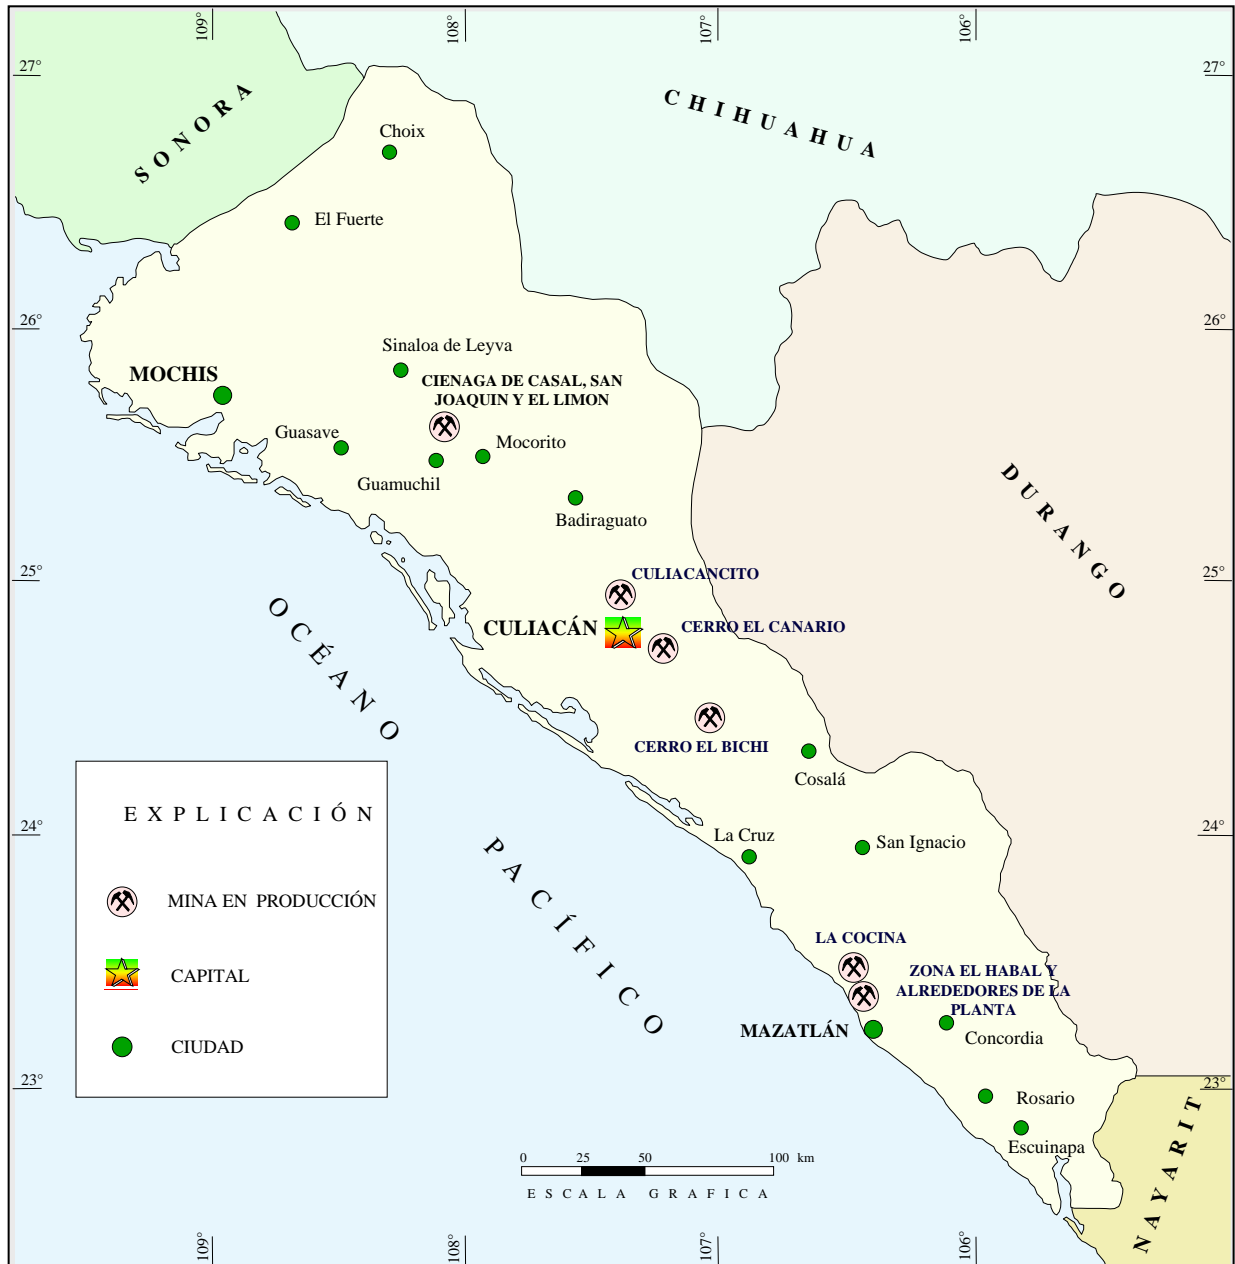 109°
108°
107°
106°
27°
27°
SONORA
CHIHUAHUA
Choix
El Fuerte
26°
26°
Sinaloa de Leyva
MOCHIS
CIENAGA DE CASAL, SAN
JOAQUIN Y EL LIMON
Guasave
Mocorito
Guamuchil
Badiraguato
DURANGO
25°
25°
CULIACANCITO
CULIACÁN
CERRO EL CANARIO
OCÉANO
CERRO EL BICHI
Cosalá
EXPLICACIÓN
MINA EN PRODUCCIÓN
CAPITAL
CIUDAD
24°
24°
La Cruz
San Ignacio
PACÍFICO
LA COCINA
ZONA EL HABAL Y
ALREDEDORES DE LA
PLANTA
MAZATLÁN
Concordia
23°
23°
Rosario
Escuinapa
NAYARIT
0 25 50 100 km
ESCALA GRAFICA
109°
108°
107°
106°